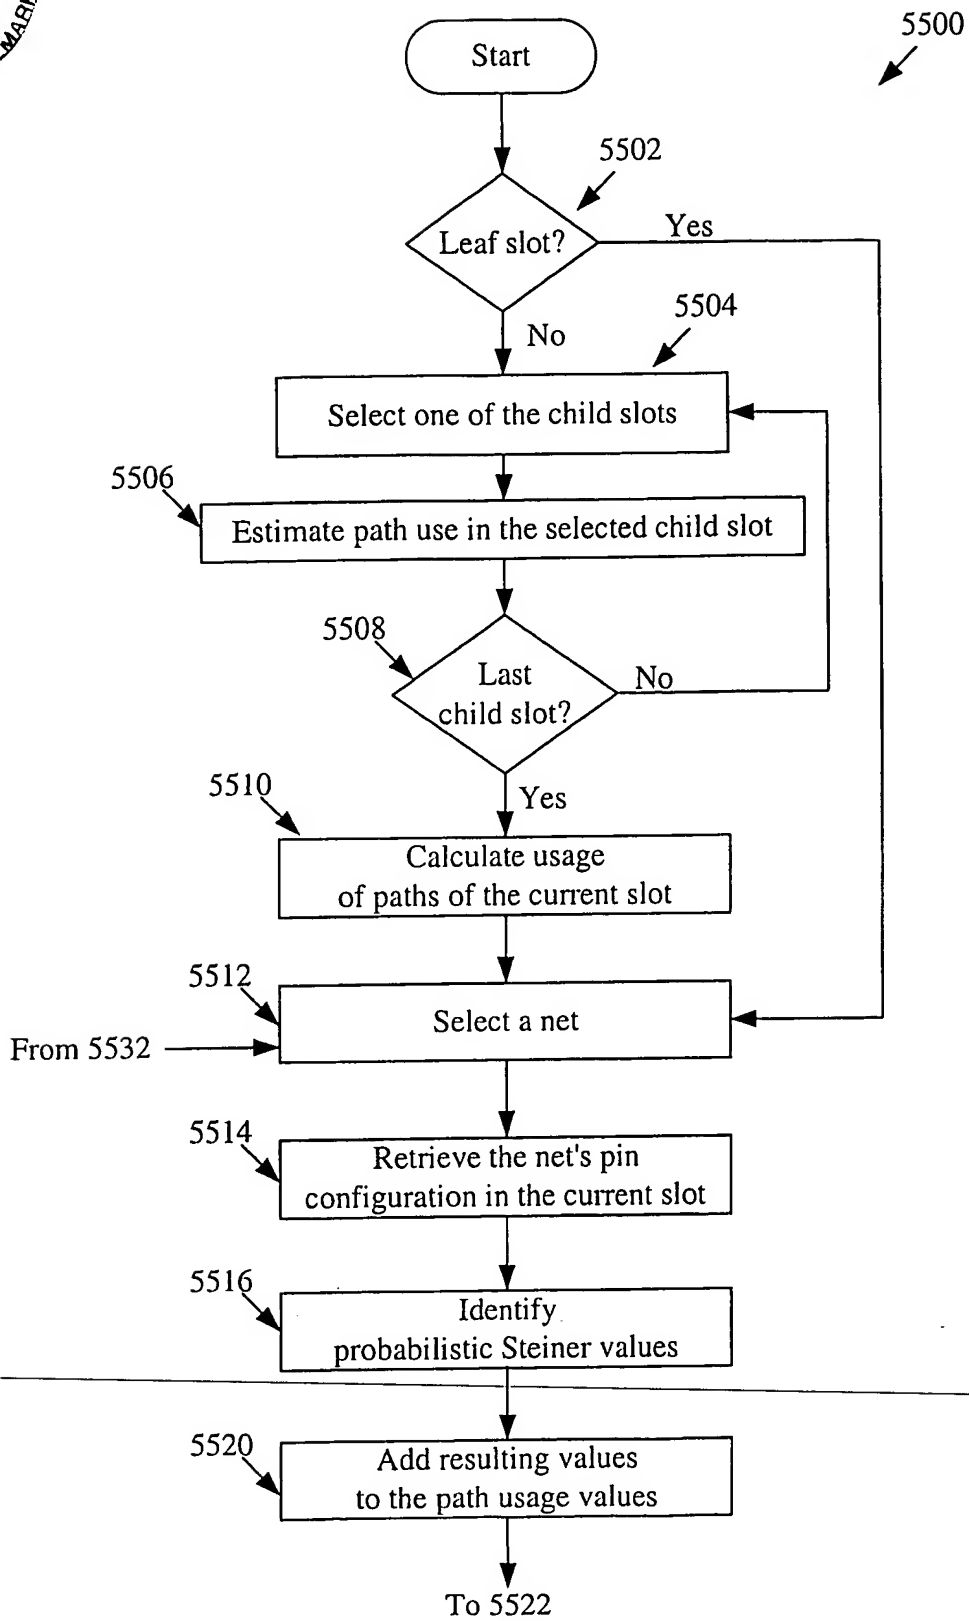 5500
Start
5502
Leaf slot?
Yes
No
5504
Select one of the child slots
5506
Estimate path use in the selected child slot
5508
Last
child slot?
No
Yes
5510
Calculate usage
of paths of the current slot
5512
Select a net
From 5532
5514
Retrieve the net's pin
configuration in the current slot
5516
Identify
probabilistic Steiner values
5520
Add resulting values
to the path usage values
To 5522